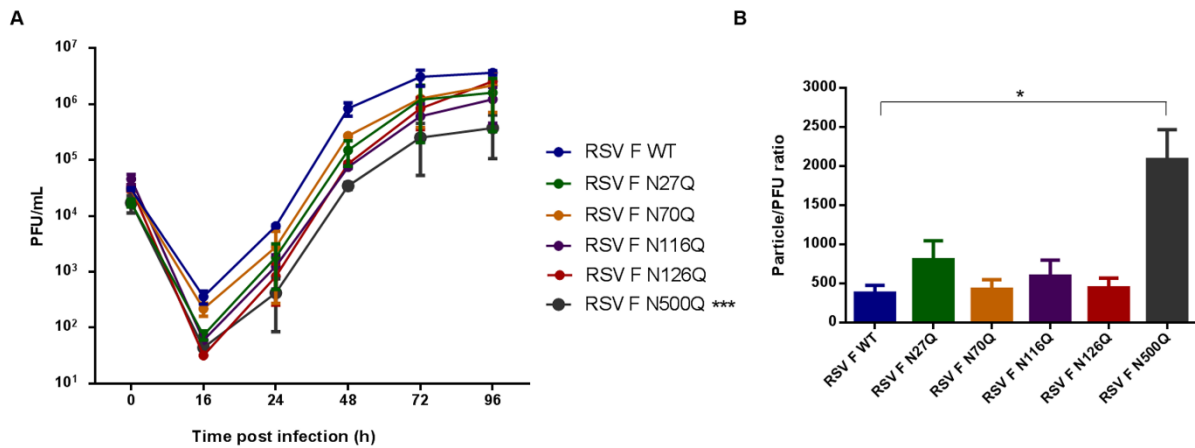 A
PFU/mL
10⁷
10⁶
10⁵
10⁴
10³
10²
10¹
0 16 24 48 72 96
Time post infection (h)
RSV F WT
RSV F N27Q
RSV F N70Q
RSV F N116Q
RSV F N126Q
RSV F N500Q ***
B
Particle/PFU ratio
3000
2500
2000
1500
1000
500
0
*
RSV F WT
RSV F N27Q
RSV F N70Q
RSV F N116Q
RSV F N126Q
RSV F N500Q